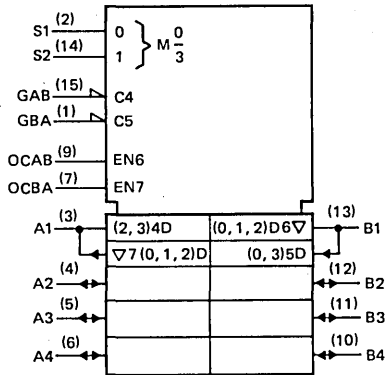 S1 (2) 0 } M 0/3
S2 (14) 1
GAB (15) C4
GBA (1) C5
OCAB (9) EN6
OCBA (7) EN7
A1 (3) (2, 3)4D (0, 1, 2)D6▽ (13) B1
▽7(0, 1, 2)D (0, 3)5D
A2 (4) (12) B2
A3 (5) (11) B3
A4 (6) (10) B4